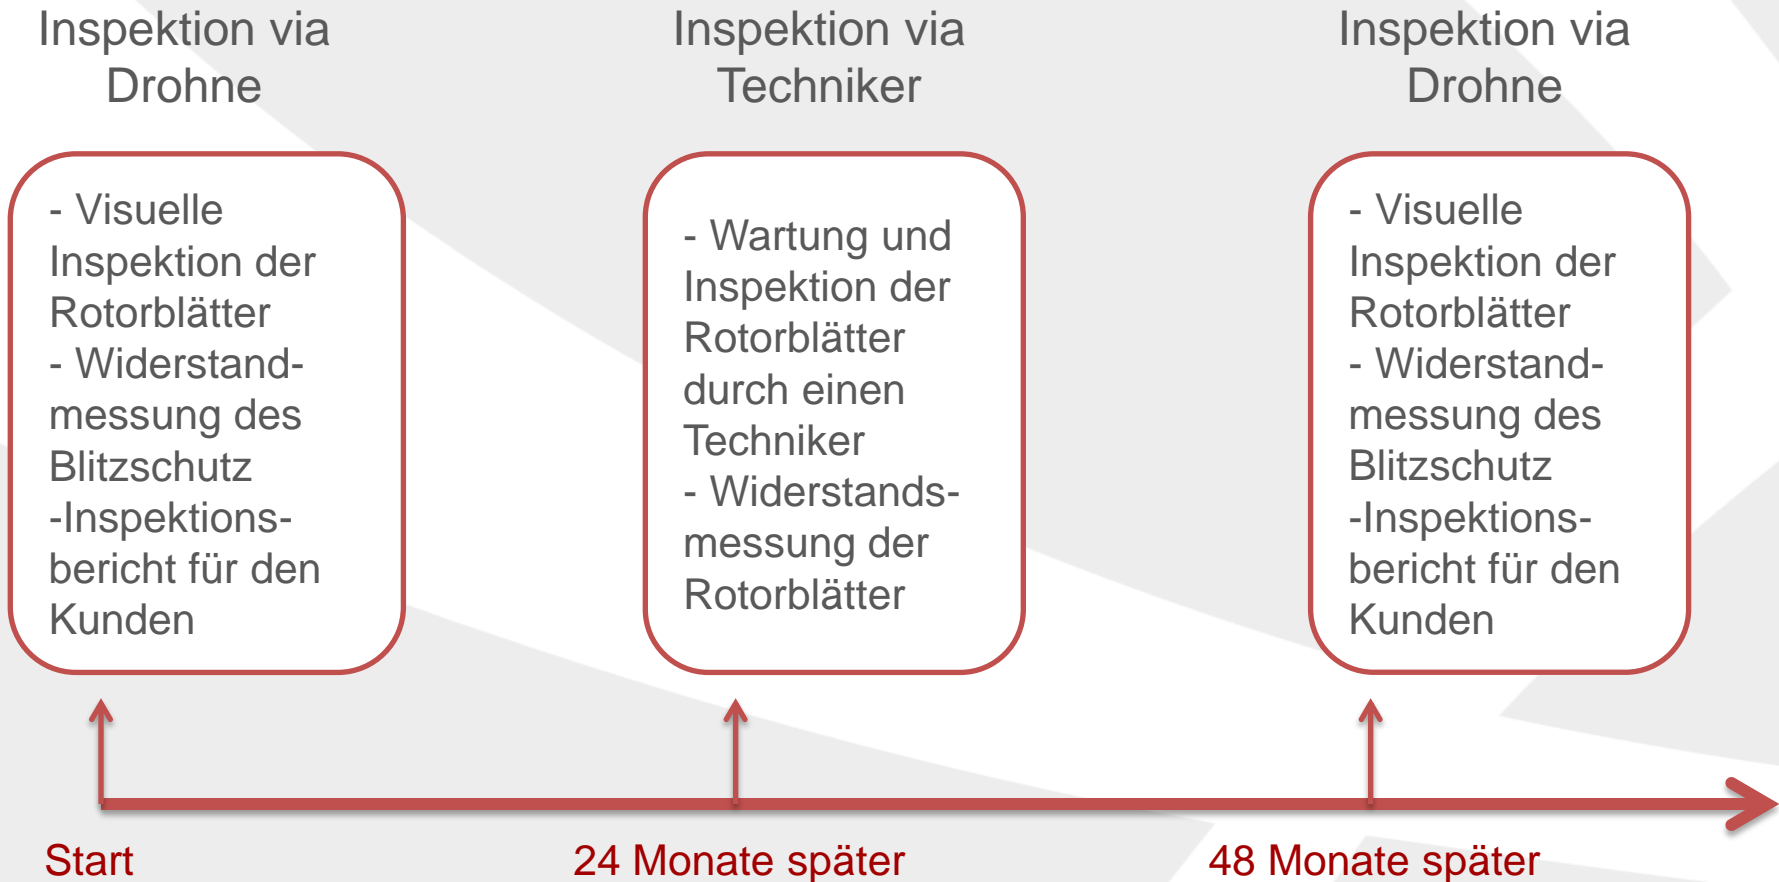 Inspektion via
Drohne
- Visuelle
Inspektion der
Rotorblätter
- Widerstand-
messung des
Blitzschutz
-Inspektions-
bericht für den
Kunden
Start
Inspektion via
Techniker
- Wartung und
Inspektion der
Rotorblätter
durch einen
Techniker
- Widerstands-
messung der
Rotorblätter
24 Monate später
Inspektion via
Drohne
- Visuelle
Inspektion der
Rotorblätter
- Widerstand-
messung des
Blitzschutz
-Inspektions-
bericht für den
Kunden
48 Monate später